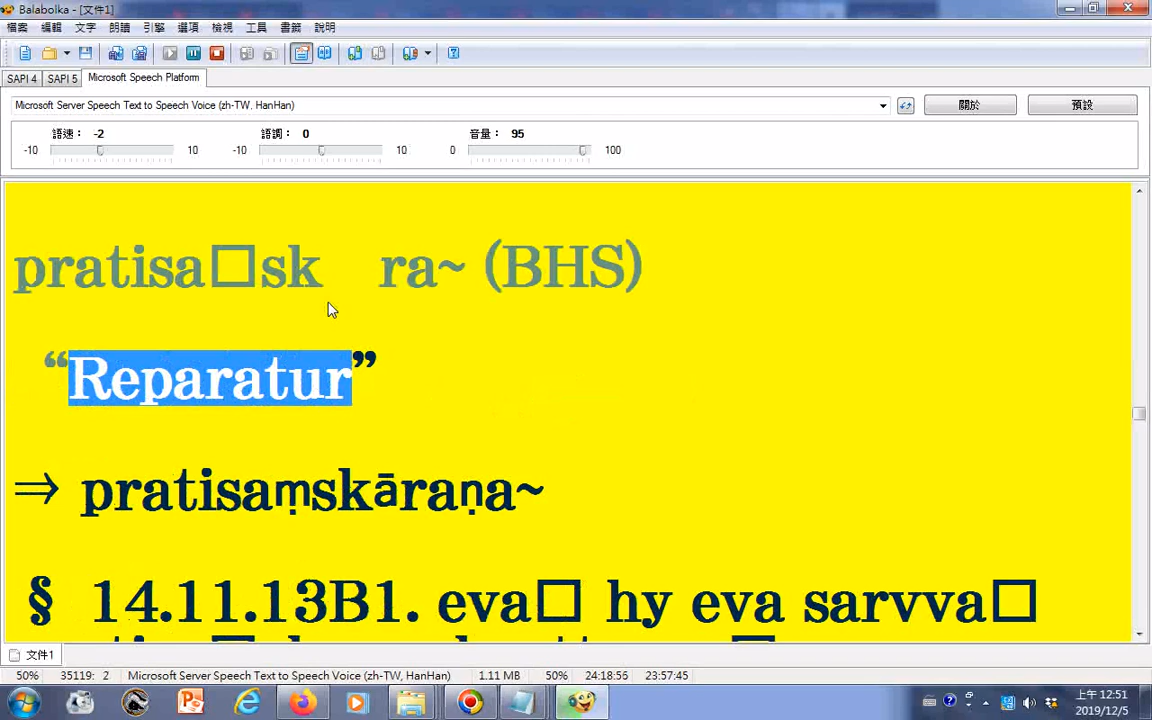 Balabolka - [文件1]
檔案 編輯 文字 朗讀 引擎 選項 檢視 工具 書籤 說明
SAPI 4 SAPI 5 Microsoft Speech Platform
Microsoft Server Speech Text to Speech Voice (zh-TW, HanHan) 關於 預設
語速: -2 語調: 0 音量: 95
-10 10 -10 10 0 100
pratisa□sk ra~ (BHS)
“Reparatur”
⇒ pratisaṃskāraṇa~
§ 14.11.13B1. eva□ hy eva sarvva□
文件1
50% 35119: 2 Microsoft Server Speech Text to Speech Voice (zh-TW, HanHan) 1.11 MB 50% 24:18:56 23:57:45
上午 12:51
2019/12/5